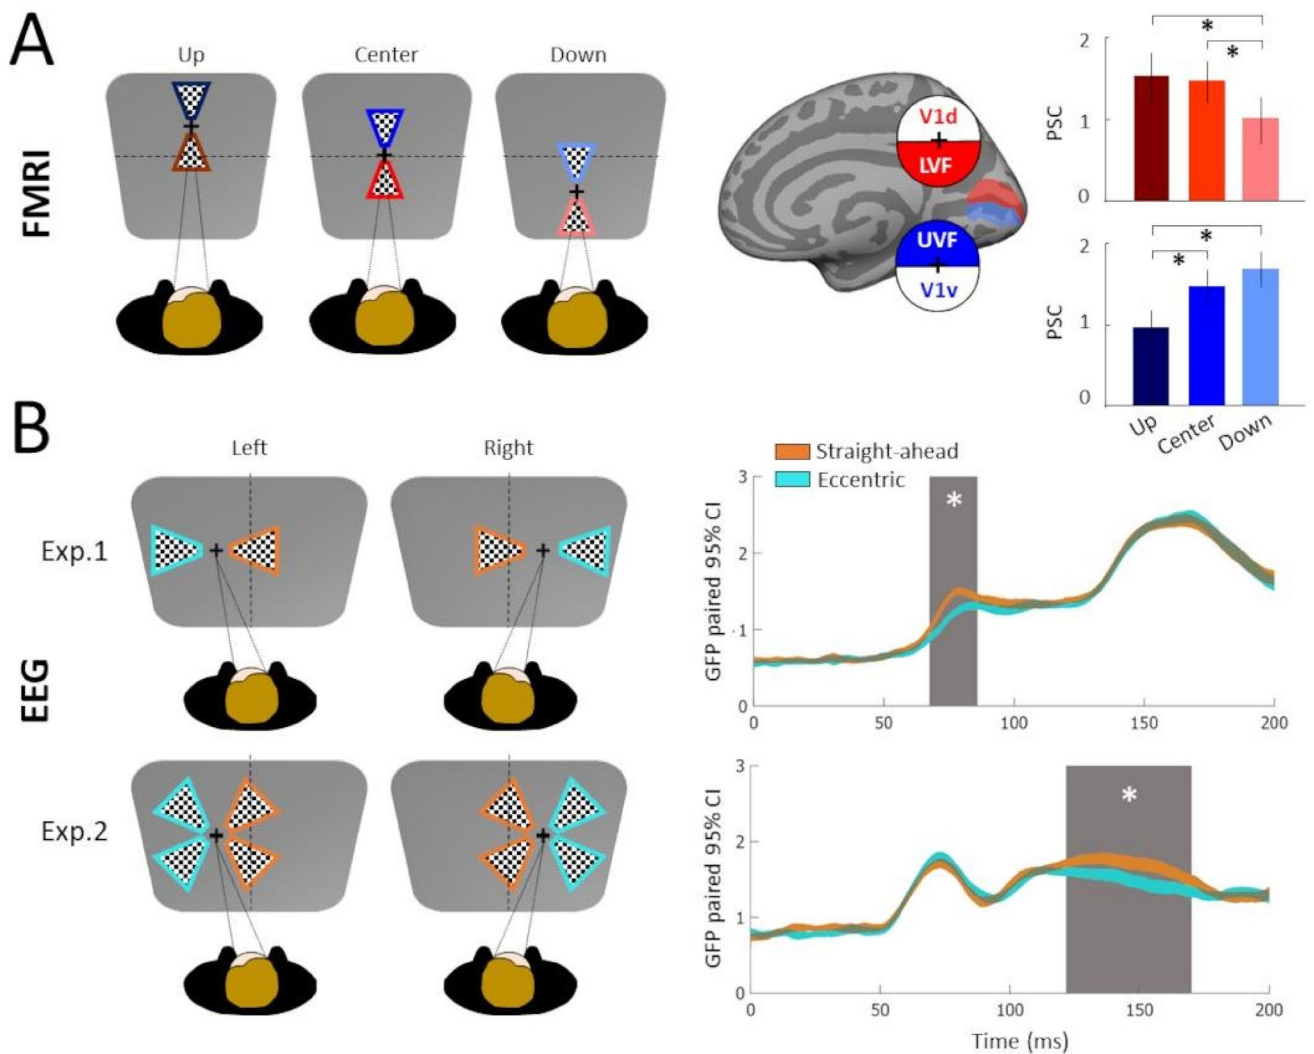 A
FMRI
Up
Center
Down
V1d
LVF
UVF
V1v
*
*
2
1
0
PSC
*
*
2
1
0
PSC
Up
Center
Down
B
EEG
Left
Right
Exp.1
Exp.2
Straight-ahead
Eccentric
*
3
2
1
0
GFP paired 95% CI
0
50
100
150
200
*
3
2
1
0
GFP paired 95% CI
0
50
100
150
200
Time (ms)